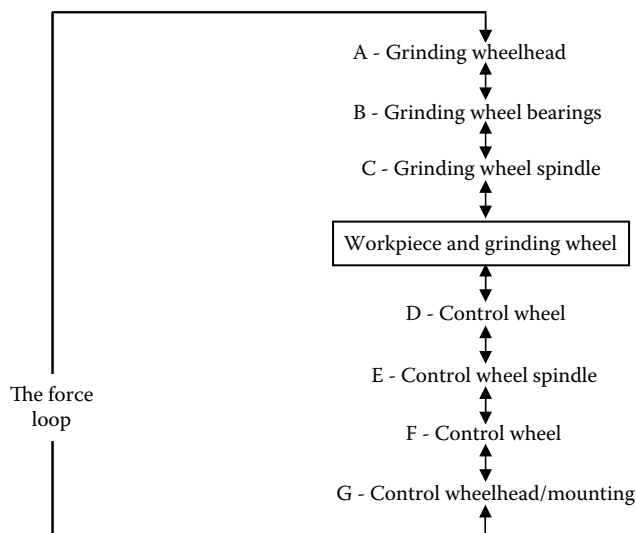 A - Grinding wheelhead
B - Grinding wheel bearings
C - Grinding wheel spindle
Workpiece and grinding wheel
D - Control wheel
E - Control wheel spindle
The force
loop
F - Control wheel
G - Control wheelhead/mounting